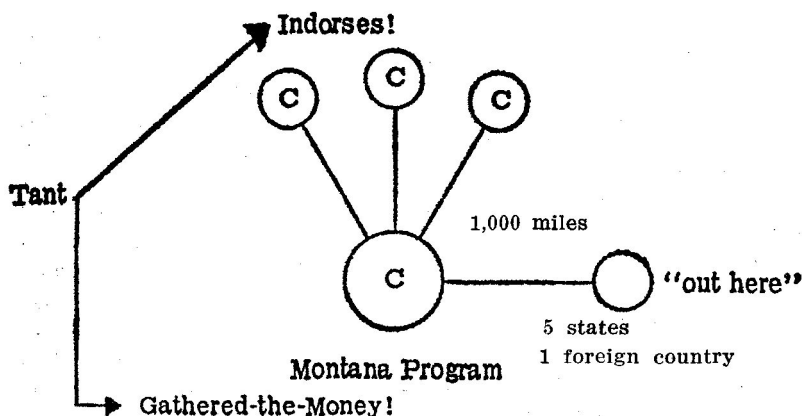 Indorses!
C
C
C
Tant
1,000 miles
C
"out here"
5 states
1 foreign country
Montana Program
Gathered-the-Money!